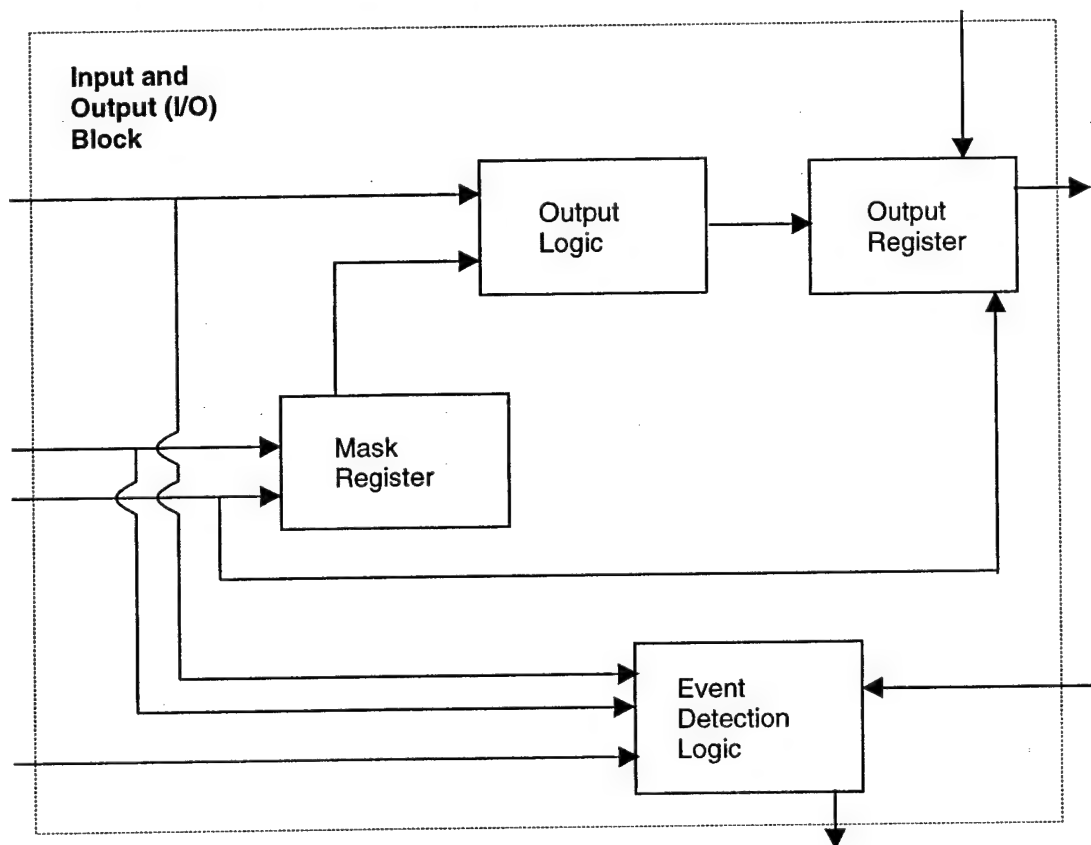 Input and
Output (I/O)
Block
Output
Logic
Output
Register
Mask
Register
Event
Detection
Logic